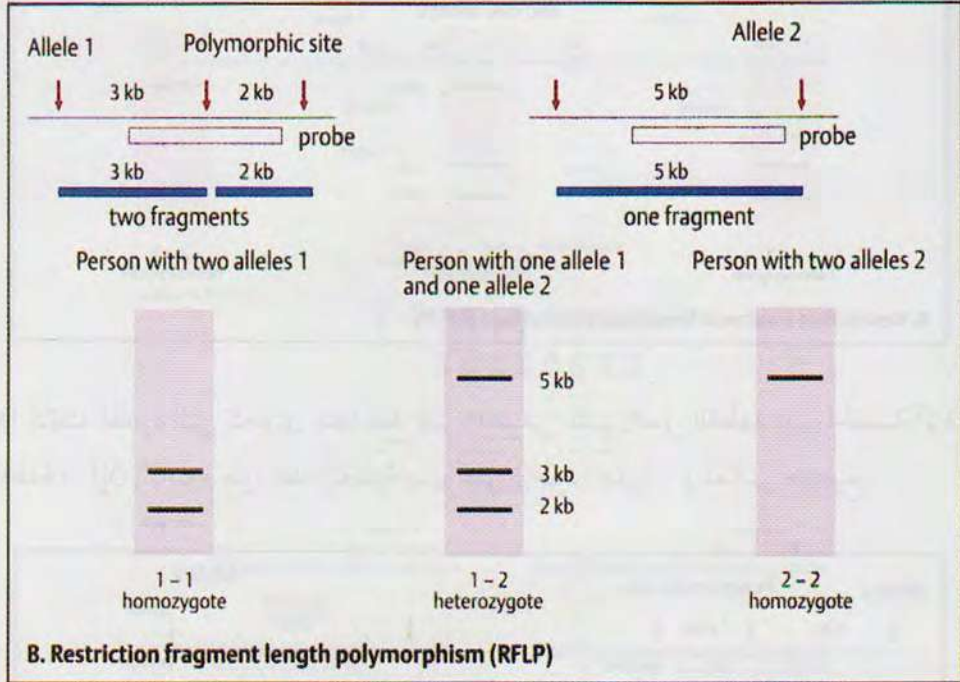 Allele 1
Polymorphic site
Allele 2
3 kb
2 kb
5 kb
probe
probe
3 kb
2 kb
5 kb
two fragments
one fragment
Person with two alleles 1
Person with one allele 1
and one allele 2
Person with two alleles 2
5 kb
3 kb
2 kb
1 – 1
homozygote
1 – 2
heterozygote
2 – 2
homozygote
B. Restriction fragment length polymorphism (RFLP)